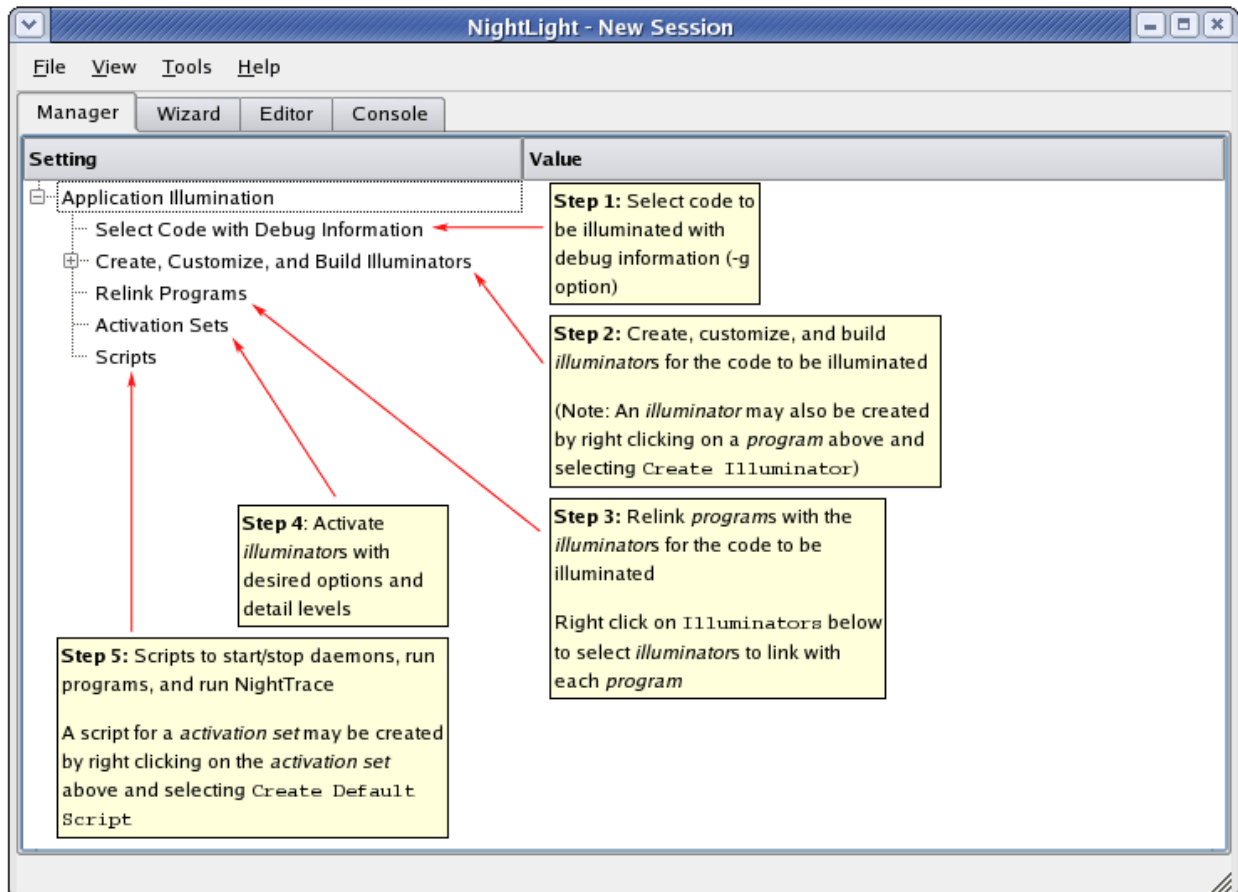 NightLight - New Session
File View Tools Help
Manager Wizard Editor Console
Setting Value
Application Illumination
Select Code with Debug Information
Create, Customize, and Build Illuminators
Relink Programs
Activation Sets
Scripts
Step 1: Select code to
be illuminated with
debug information (-g
option)
Step 2: Create, customize, and build
illuminators for the code to be illuminated
(Note: An illuminator may also be created
by right clicking on a program above and
selecting Create Illuminator)
Step 3: Relink programs with the
illuminators for the code to be
illuminated
Right click on Illuminators below
to select illuminators to link with
each program
Step 4: Activate
illuminators with
desired options and
detail levels
Step 5: Scripts to start/stop daemons, run
programs, and run NightTrace
A script for a activation set may be created
by right clicking on the activation set
above and selecting Create Default
Script